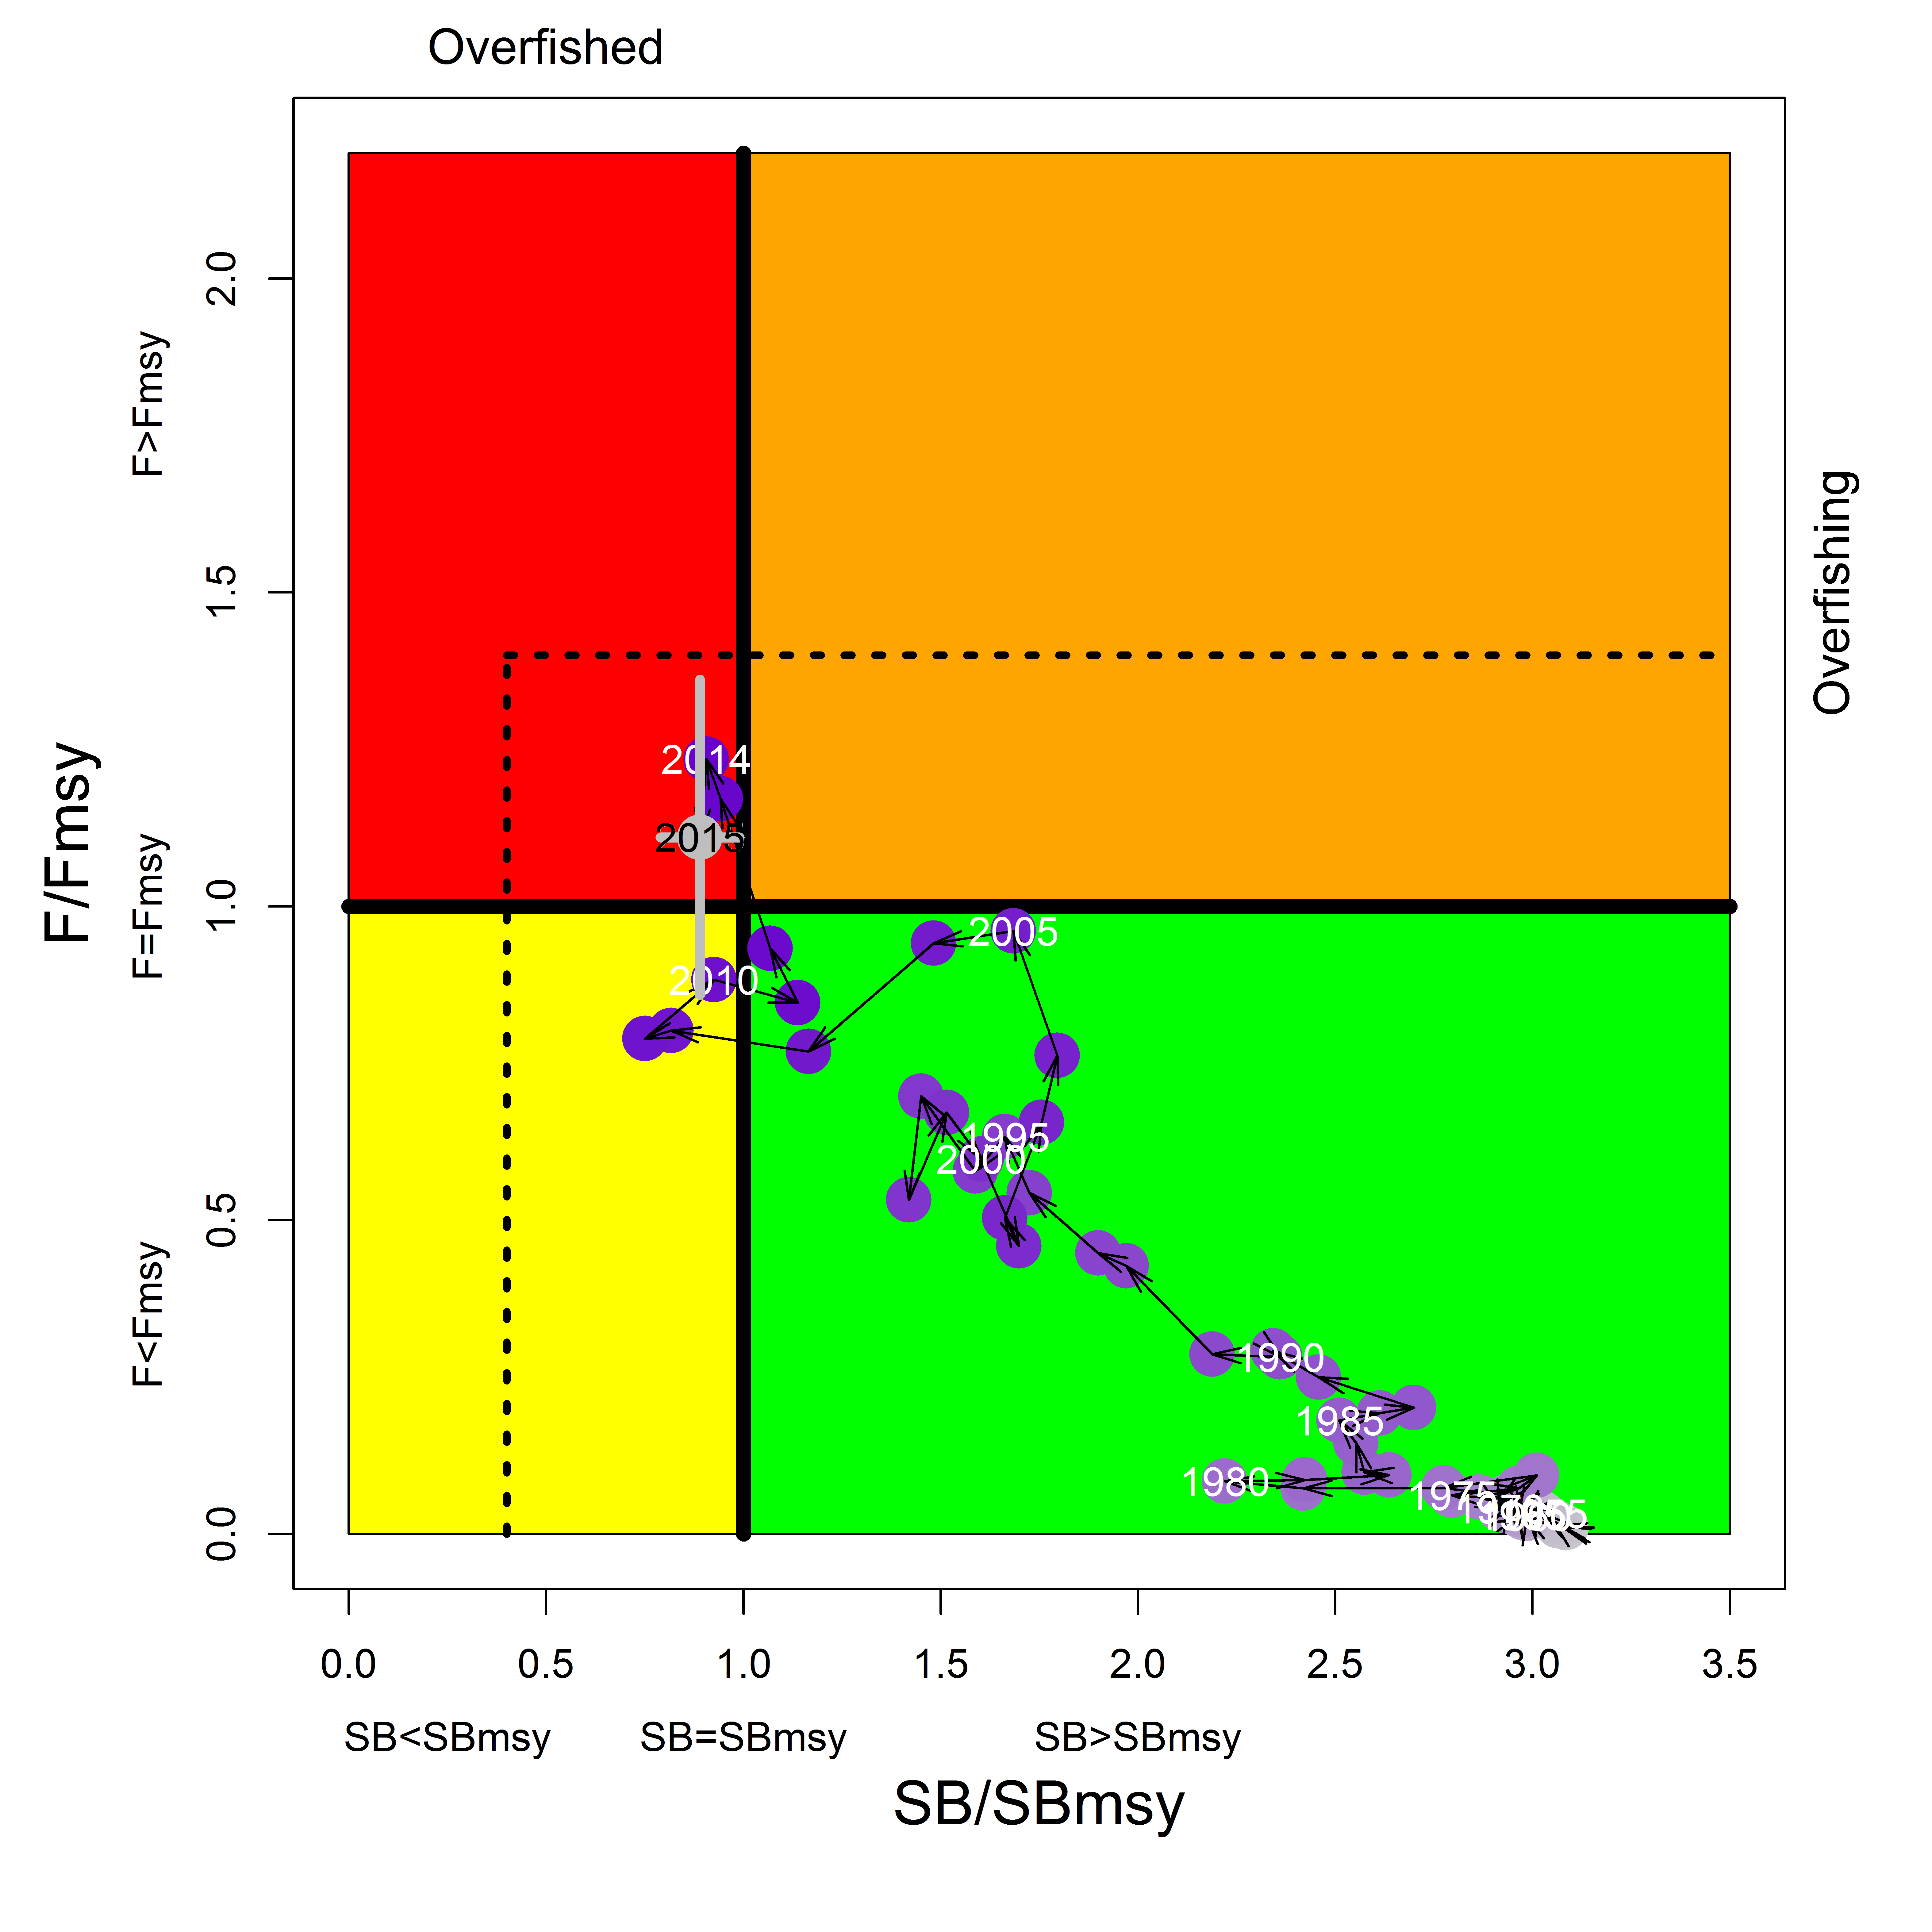 Overfished
2.0
1.5
1.0
0.5
0.0
F>Fmsy
F=Fmsy
F<Fmsy
F/Fmsy
Overfishing
2014
2015
2005
2010
1995
2000
1990
1985
1980
1975
0.0 0.5 1.0 1.5 2.0 2.5 3.0 3.5
SB<SBmsy SB=SBmsy SB>SBmsy
SB/SBmsy